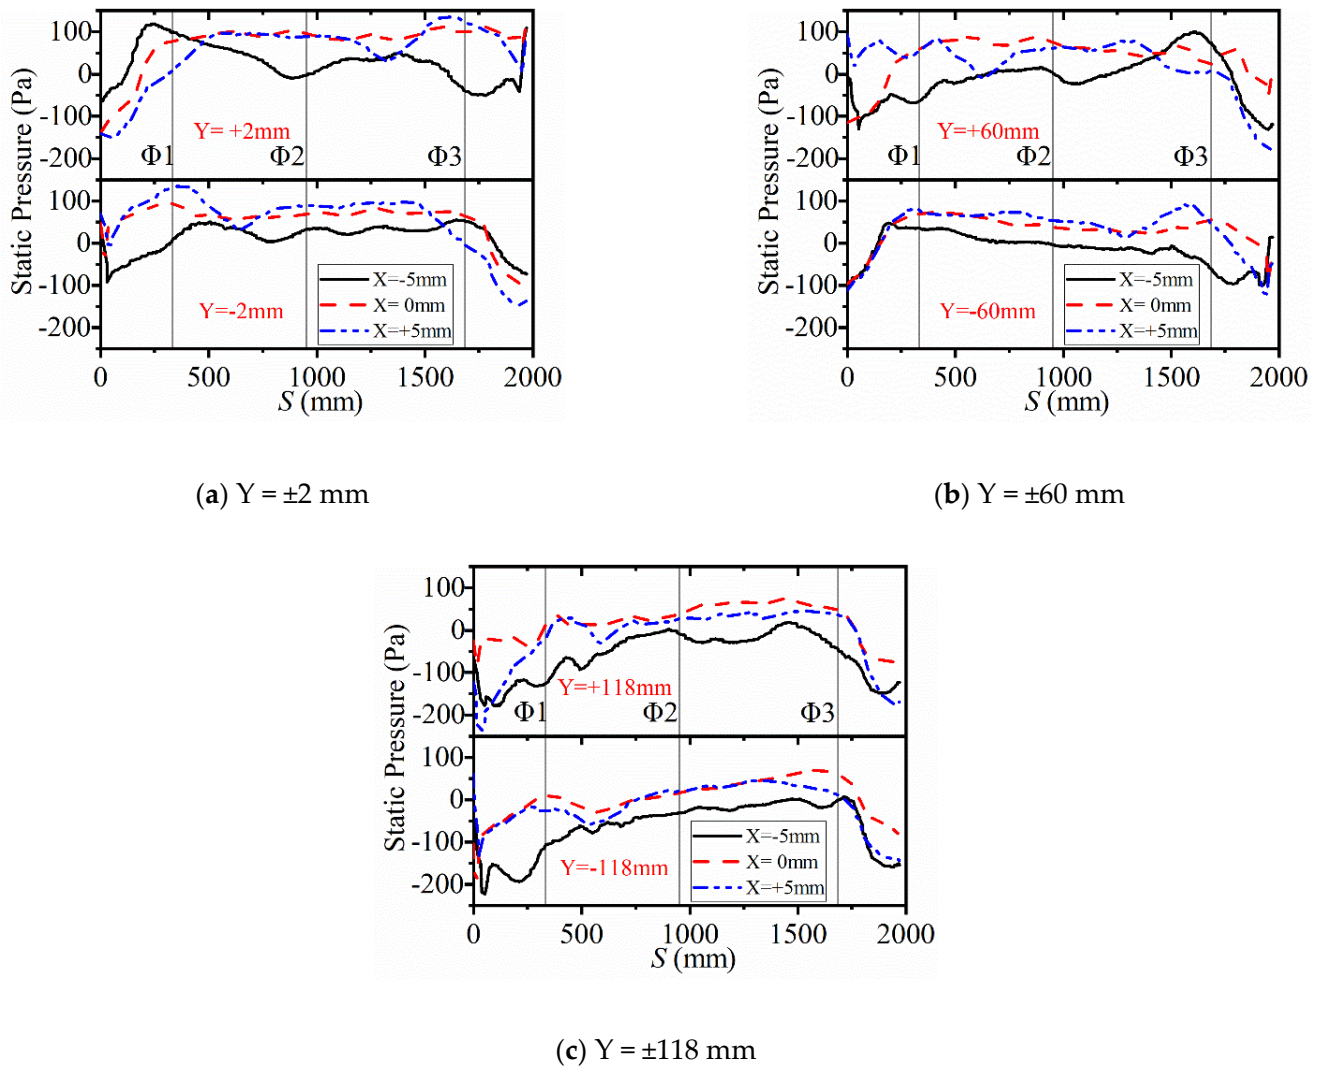 100
0
-100
-200
100
0
-100
-200
Static Pressure (Pa)
Y= +2mm
Φ1
Φ2
Φ3
Y=-2mm
X=-5mm
X= 0mm
X=+5mm
0 500 1000 1500 2000
S (mm)
(a) Y = ±2 mm
100
0
-100
-200
100
0
-100
-200
Static Pressure (Pa)
Y=+60mm
Φ1
Φ2
Φ3
Y=-60mm
X=-5mm
X= 0mm
X=+5mm
0 500 1000 1500 2000
S (mm)
(b) Y = ±60 mm
100
0
-100
-200
100
0
-100
-200
Static Pressure (Pa)
Y=+118mm
Φ1
Φ2
Φ3
Y=-118mm
X=-5mm
X= 0mm
X=+5mm
0 500 1000 1500 2000
S (mm)
(c) Y = ±118 mm